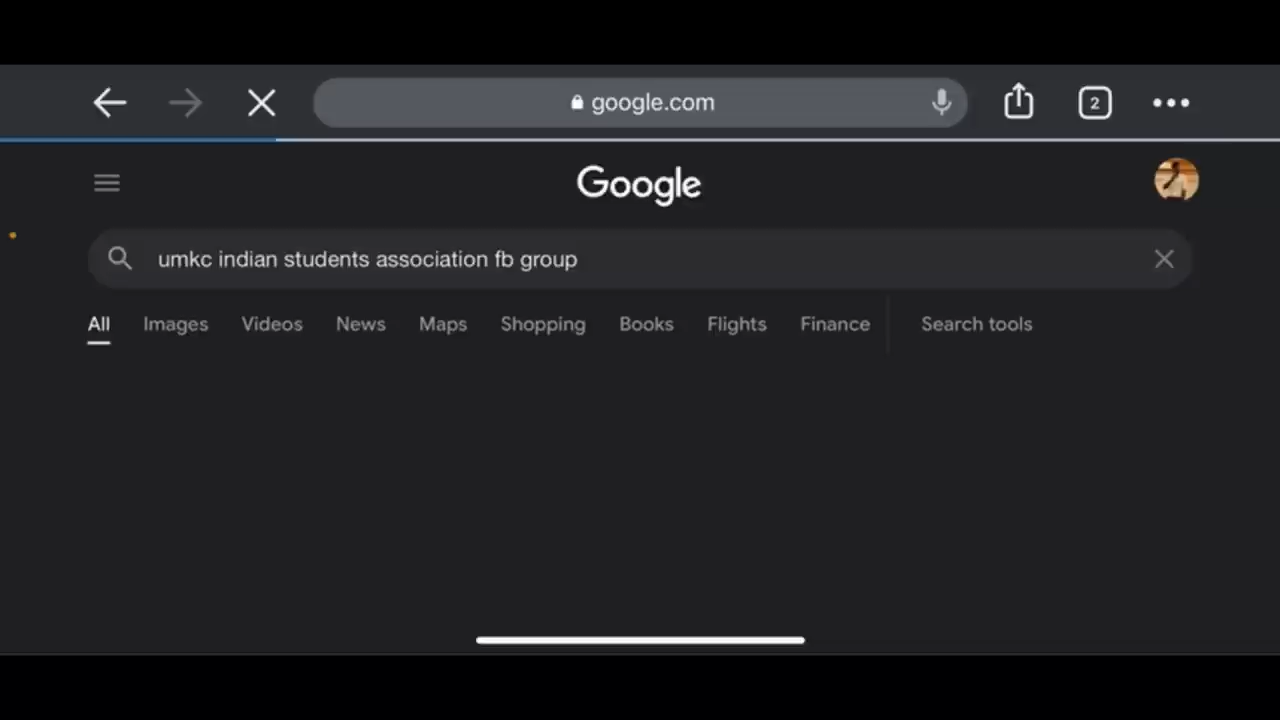 google.com
2
Google
umkc indian students association fb group
All Images Videos News Maps Shopping Books Flights Finance Search tools